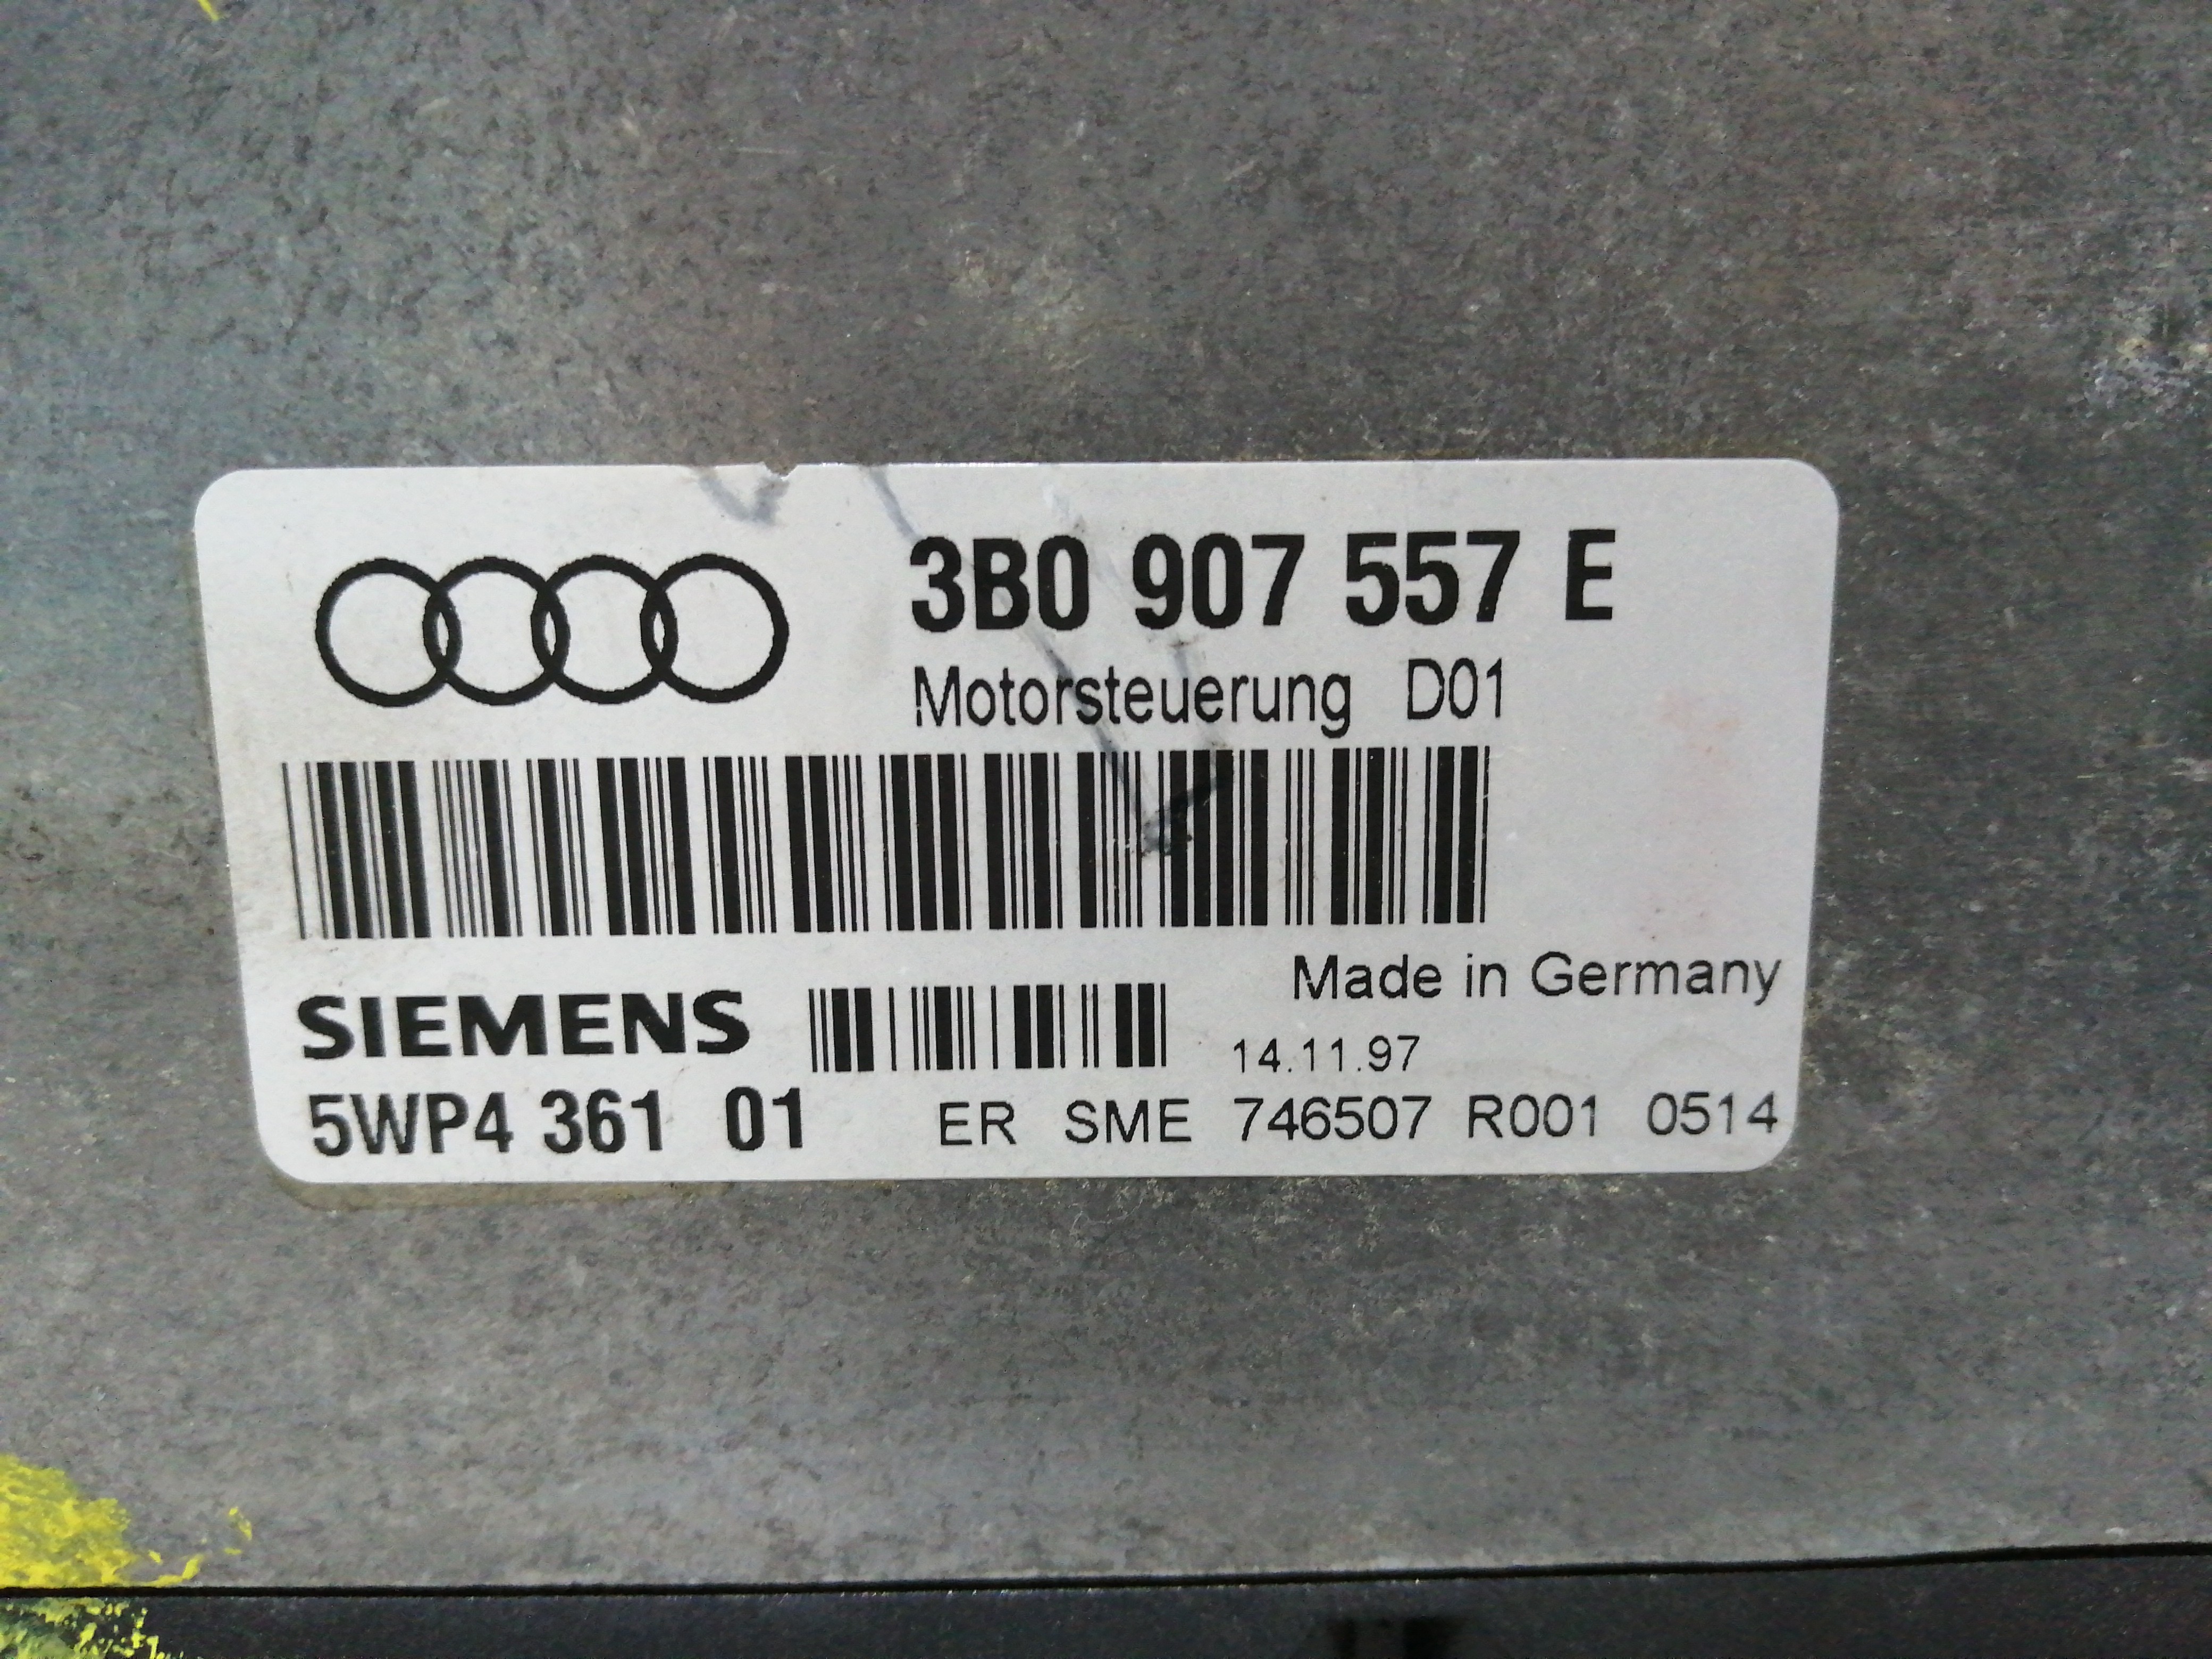 3B0 907 557 E
Motorsteuerung D01
Made in Germany
SIEMENS 14.11.97
5WP4 361 01 ER SME 746507 R001 0514